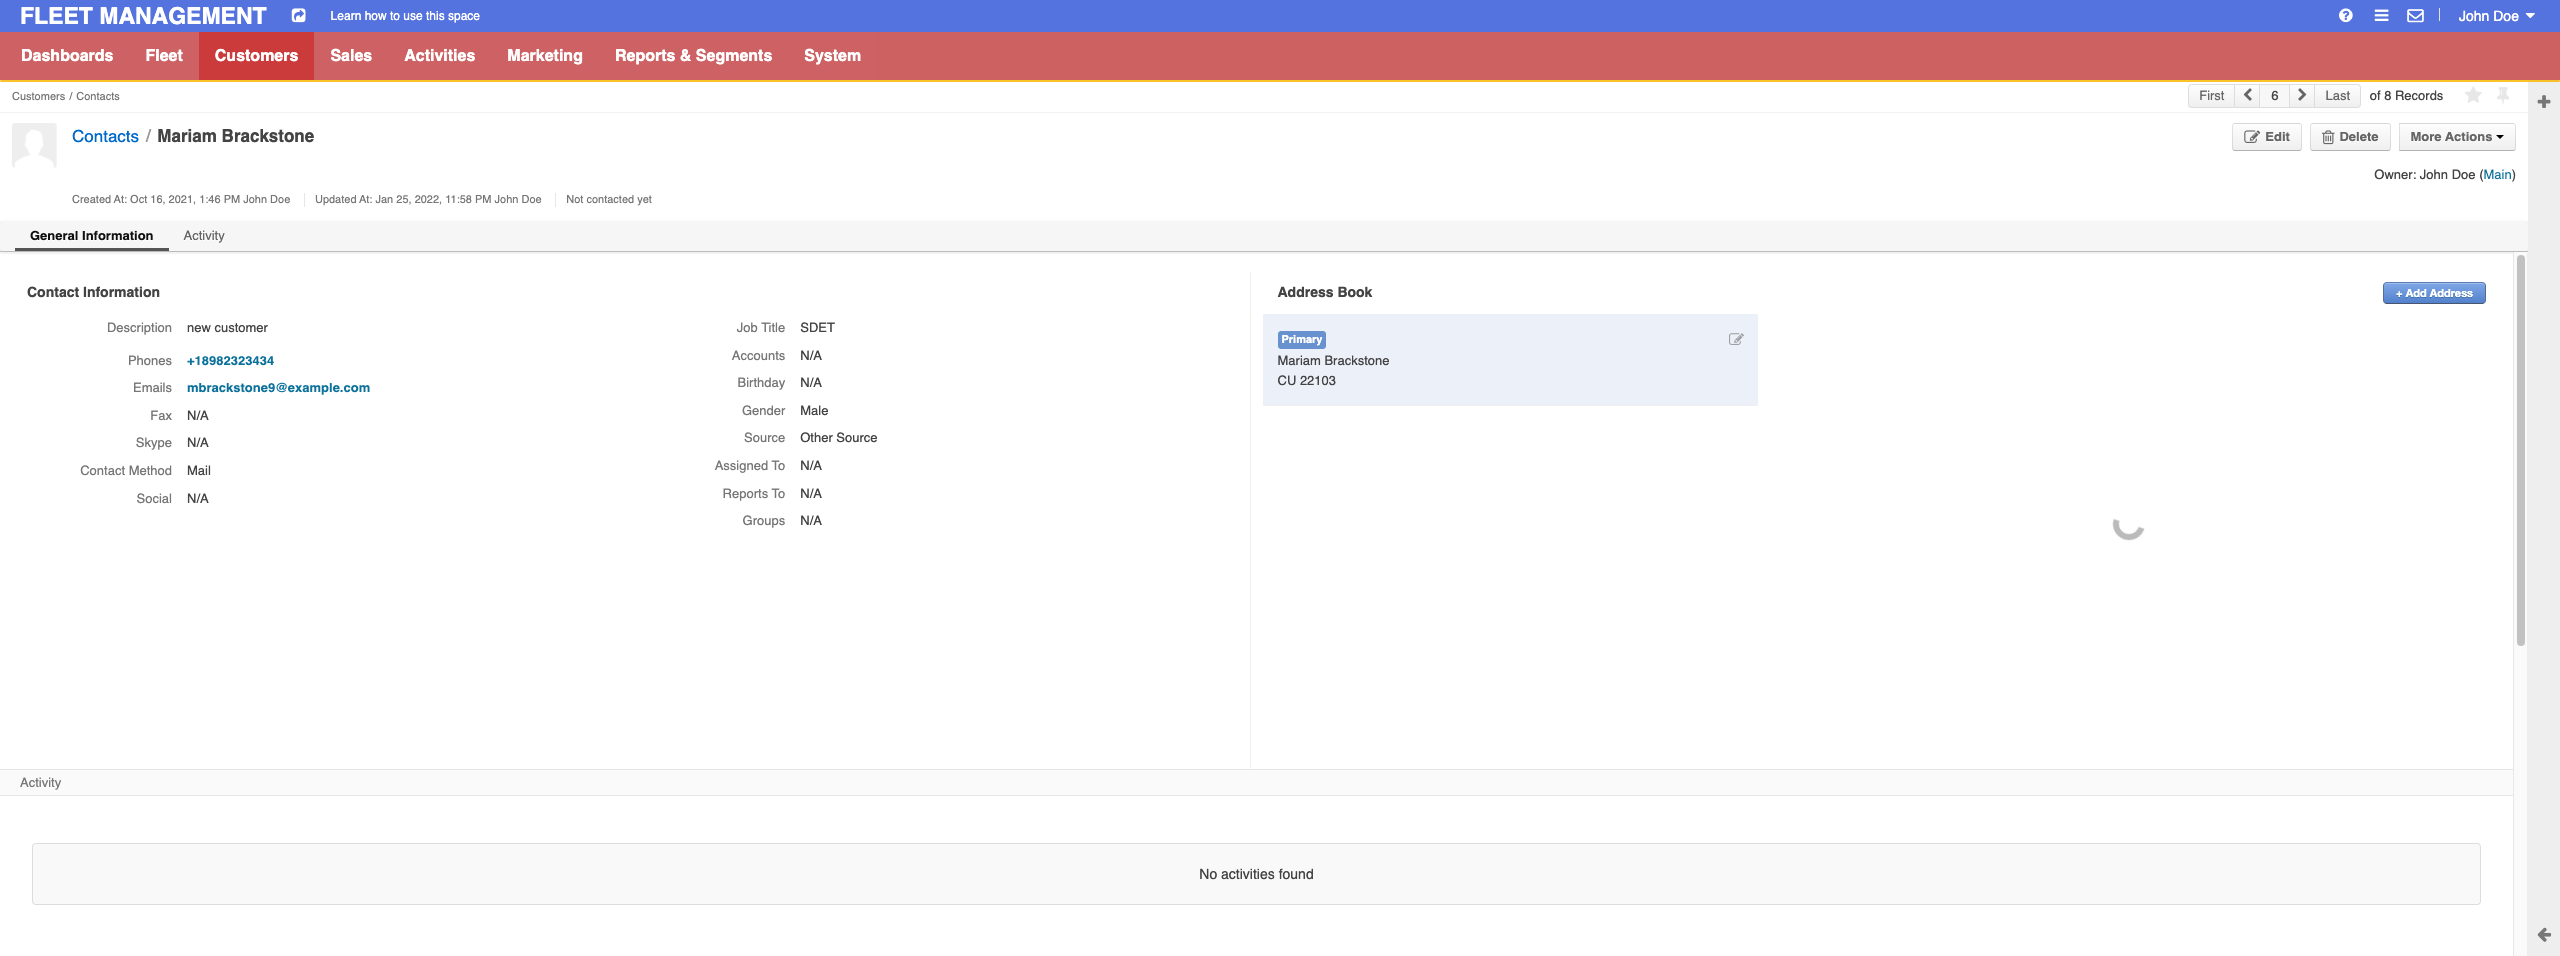 FLEET MANAGEMENT Learn how to use this space John Doe
Dashboards Fleet Customers Sales Activities Marketing Reports & Segments System
Customers / Contacts First 6 Last of 8 Records
Contacts / Mariam Brackstone Edit Delete More Actions
Owner: John Doe (Main)
Created At: Oct 16, 2021, 1:46 PM John Doe Updated At: Jan 25, 2022, 11:58 PM John Doe Not contacted yet
General Information Activity
Contact Information
Description new customer
Phones +18982323434
Emails mbrackstone9@example.com
Fax N/A
Skype N/A
Contact Method Mail
Social N/A
Job Title SDET
Accounts N/A
Birthday N/A
Gender Male
Source Other Source
Assigned To N/A
Reports To N/A
Groups N/A
Address Book + Add Address
Primary
Mariam Brackstone
CU 22103
Activity
No activities found